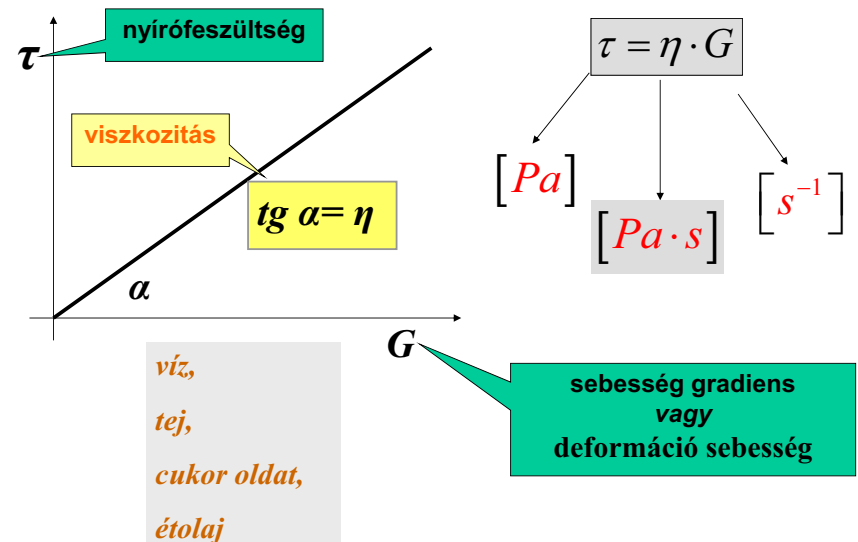 nyírófeszültség
τ
τ = η · G
viszkozitás
[Pa]
[s⁻¹]
tg α= η
[Pa · s]
α
G
víz,
tej,
cukor oldat,
étolaj
sebesség gradiens
vagy
deformáció sebesség